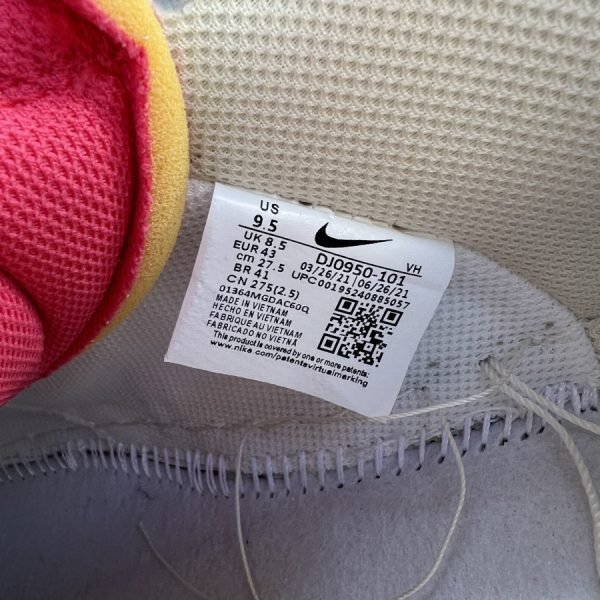 US
9.5
UK 8.5
EUR 43
cm 27.5
BR 41
CN 275(2.5)
DJ0950-101 VH
03/26/21 | 06/26/21
UPC00195240885057
01364MGDAC60Q
MADE IN VIETNAM
HECHO EN VIETNAM
FABRIQUE AU VIETNAM
FABRICADO NO VIETNÃ
This product is covered by one or more patents:
www.nike.com/patentsvirtualmarking